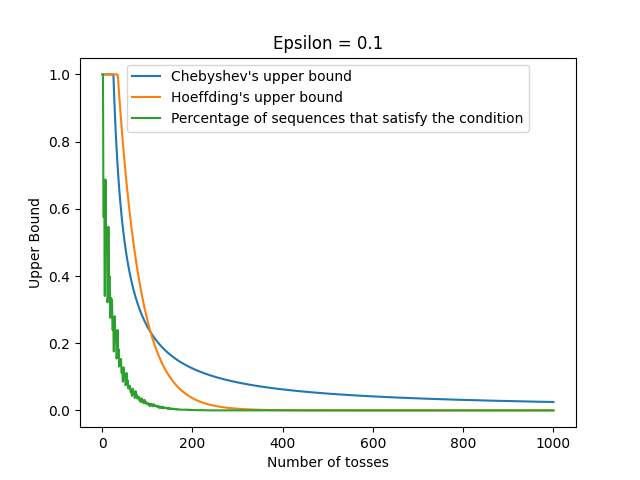 Epsilon = 0.1
Chebyshev's upper bound
Hoeffding's upper bound
Percentage of sequences that satisfy the condition
Upper Bound
1.0
0.8
0.6
0.4
0.2
0.0
0 200 400 600 800 1000
Number of tosses